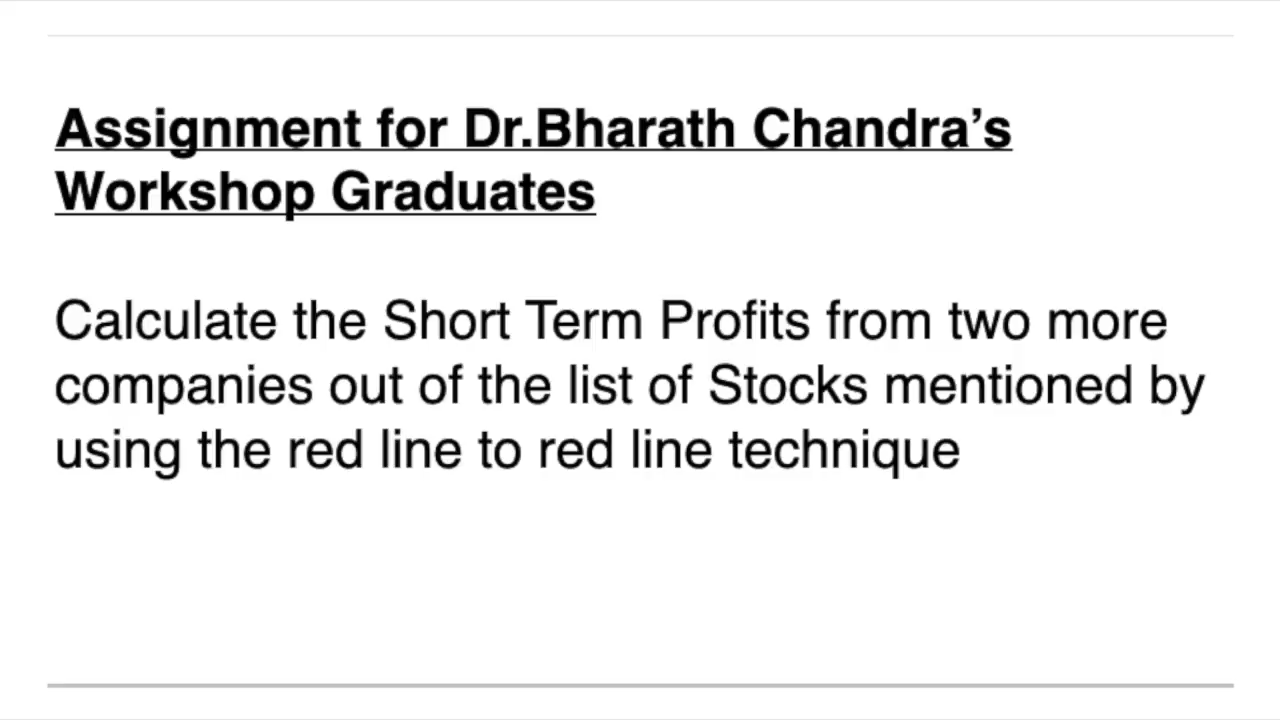 Assignment for Dr.Bharath Chandra’s
Workshop Graduates
Calculate the Short Term Profits from two more
companies out of the list of Stocks mentioned by
using the red line to red line technique